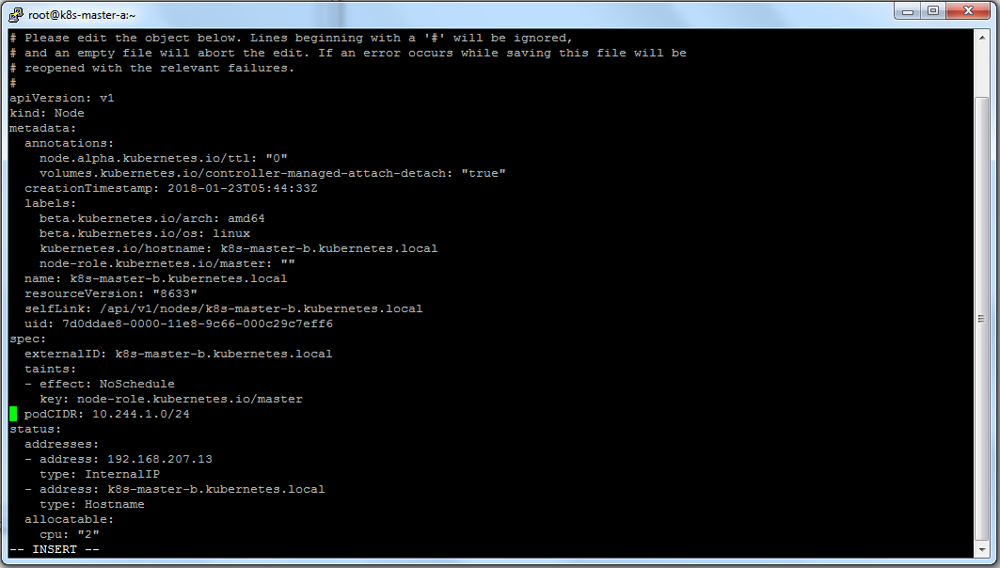 root@k8s-master-a:~
# Please edit the object below. Lines beginning with a '#' will be ignored,
# and an empty file will abort the edit. If an error occurs while saving this file will be
# reopened with the relevant failures.
#
apiVersion: v1
kind: Node
metadata:
  annotations:
    node.alpha.kubernetes.io/ttl: "0"
    volumes.kubernetes.io/controller-managed-attach-detach: "true"
  creationTimestamp: 2018-01-23T05:44:33Z
  labels:
    beta.kubernetes.io/arch: amd64
    beta.kubernetes.io/os: linux
    kubernetes.io/hostname: k8s-master-b.kubernetes.local
    node-role.kubernetes.io/master: ""
  name: k8s-master-b.kubernetes.local
  resourceVersion: "8633"
  selfLink: /api/v1/nodes/k8s-master-b.kubernetes.local
  uid: 7d0ddae8-0000-11e8-9c66-000c29c7eff6
spec:
  externalID: k8s-master-b.kubernetes.local
  taints:
  - effect: NoSchedule
    key: node-role.kubernetes.io/master
  podCIDR: 10.244.1.0/24
status:
  addresses:
  - address: 192.168.207.13
    type: InternalIP
  - address: k8s-master-b.kubernetes.local
    type: Hostname
  allocatable:
    cpu: "2"
-- INSERT --